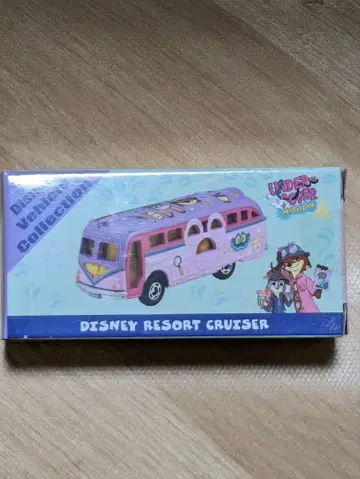 Disney
Vehicle
Collection
UNDER-
COVER
DISNEY RESORT CRUISER